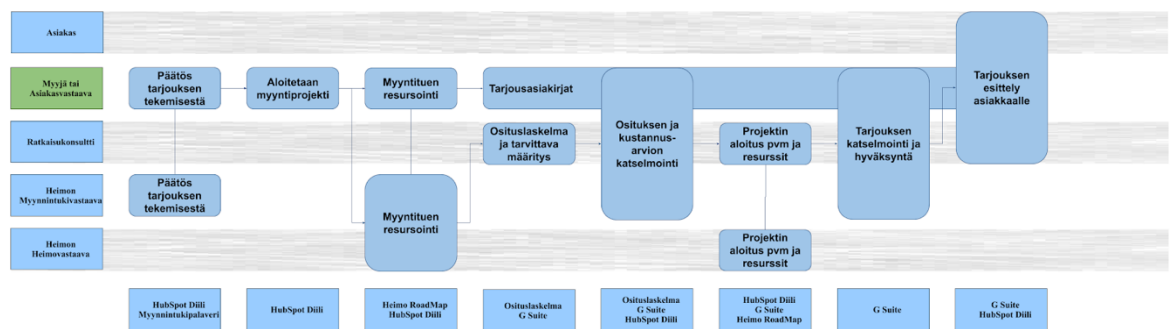 Asiakas
Myyjä tai
Asiakasvastaava
Päätös
tarjouksen
tekemisestä
Aloitetaan
myyntiprojekti
Myyntituen
resursointi
Tarjousasiakirjat
Tarjouksen
esittely
asiakkaalle
Ratkaisukonsultti
Osituslaskelma
ja tarvittava
määritys
Osituksen ja
kustannus-
arvion
katselmointi
Projektin
aloitus pvm ja
resurssit
Tarjouksen
katselmointi ja
hyväksyntä
Heimon
Myynnintukivastaava
Päätös
tarjouksen
tekemisestä
Myyntituen
resursointi
Heimon
Heimovastaava
Projektin
aloitus pvm ja
resurssit
HubSpot Diili
Myynnintukipalaveri
HubSpot Diili
Heimo RoadMap
HubSpot Diili
Osituslaskelma
G Suite
Osituslaskelma
G Suite
HubSpot Diili
HubSpot Diili
G Suite
Heimo RoadMap
G Suite
G Suite
HubSpot Diili